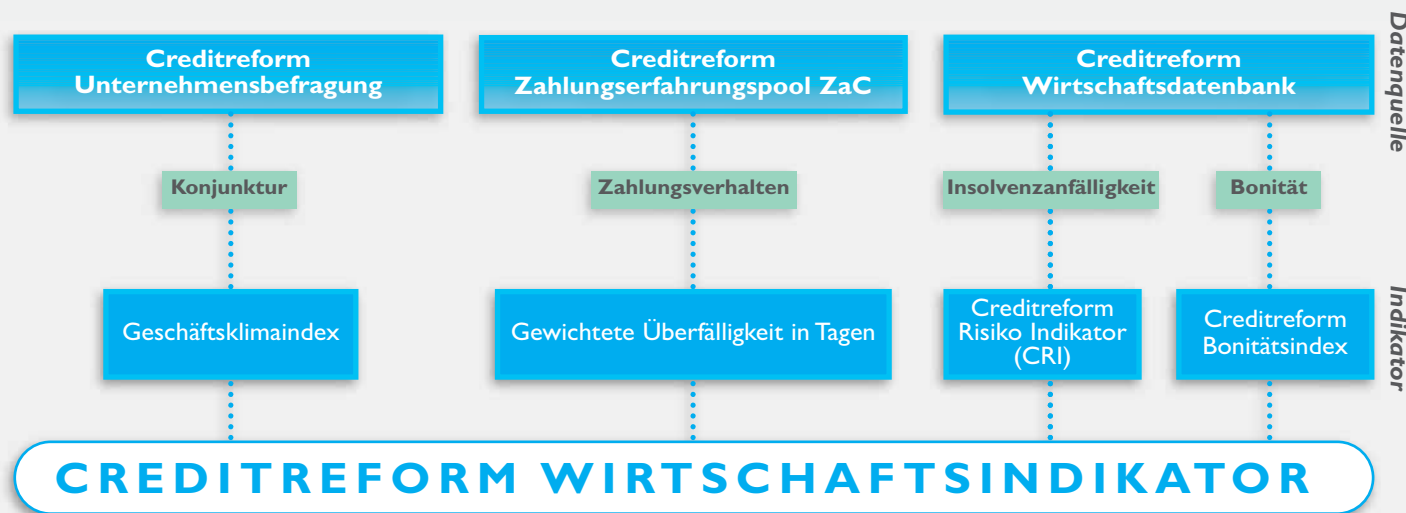 Creditreform
Unternehmensbefragung
Creditreform
Zahlungserfahrungspool ZaC
Creditreform
Wirtschaftsdatenbank
Datenquelle
Konjunktur
Zahlungsverhalten
Insolvenzanfälligkeit
Bonität
Geschäftsklimaindex
Gewichtete Überfälligkeit in Tagen
Creditreform
Risiko Indikator
(CRI)
Creditreform
Bonitätsindex
Indikator
CREDITREFORM WIRTSCHAFTSINDIKATOR